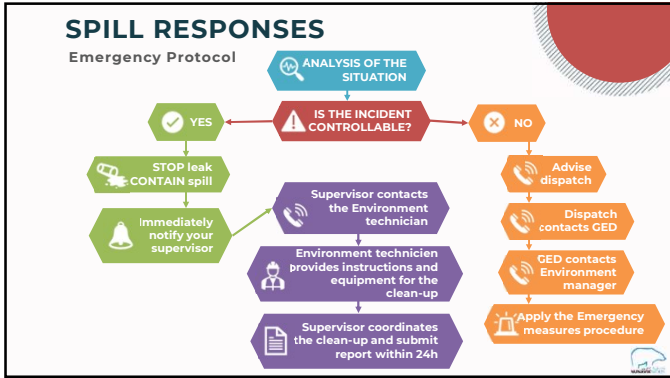 SPILL RESPONSES
Emergency Protocol
ANALYSIS OF THE
SITUATION
IS THE INCIDENT
CONTROLLABLE?
YES
STOP leak
CONTAIN spill
Immediately
notify your
supervisor
Supervisor contacts
the Environment
technician
Environment technicien
provides instructions and
equipment for the
clean-up
Supervisor coordinates
the clean-up and submit
report within 24h
NO
Advise
dispatch
Dispatch
contacts GED
GED contacts
Environment
manager
Apply the Emergency
measures procedure